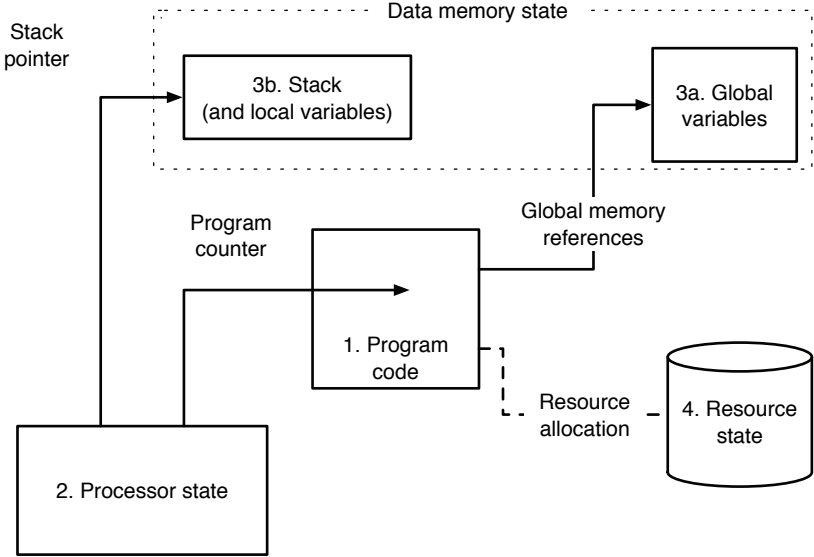 Data memory state
Stack
pointer
3b. Stack
(and local variables)
3a. Global
variables
Program
counter
Global memory
references
1. Program
code
Resource
allocation
4. Resource
state
2. Processor state